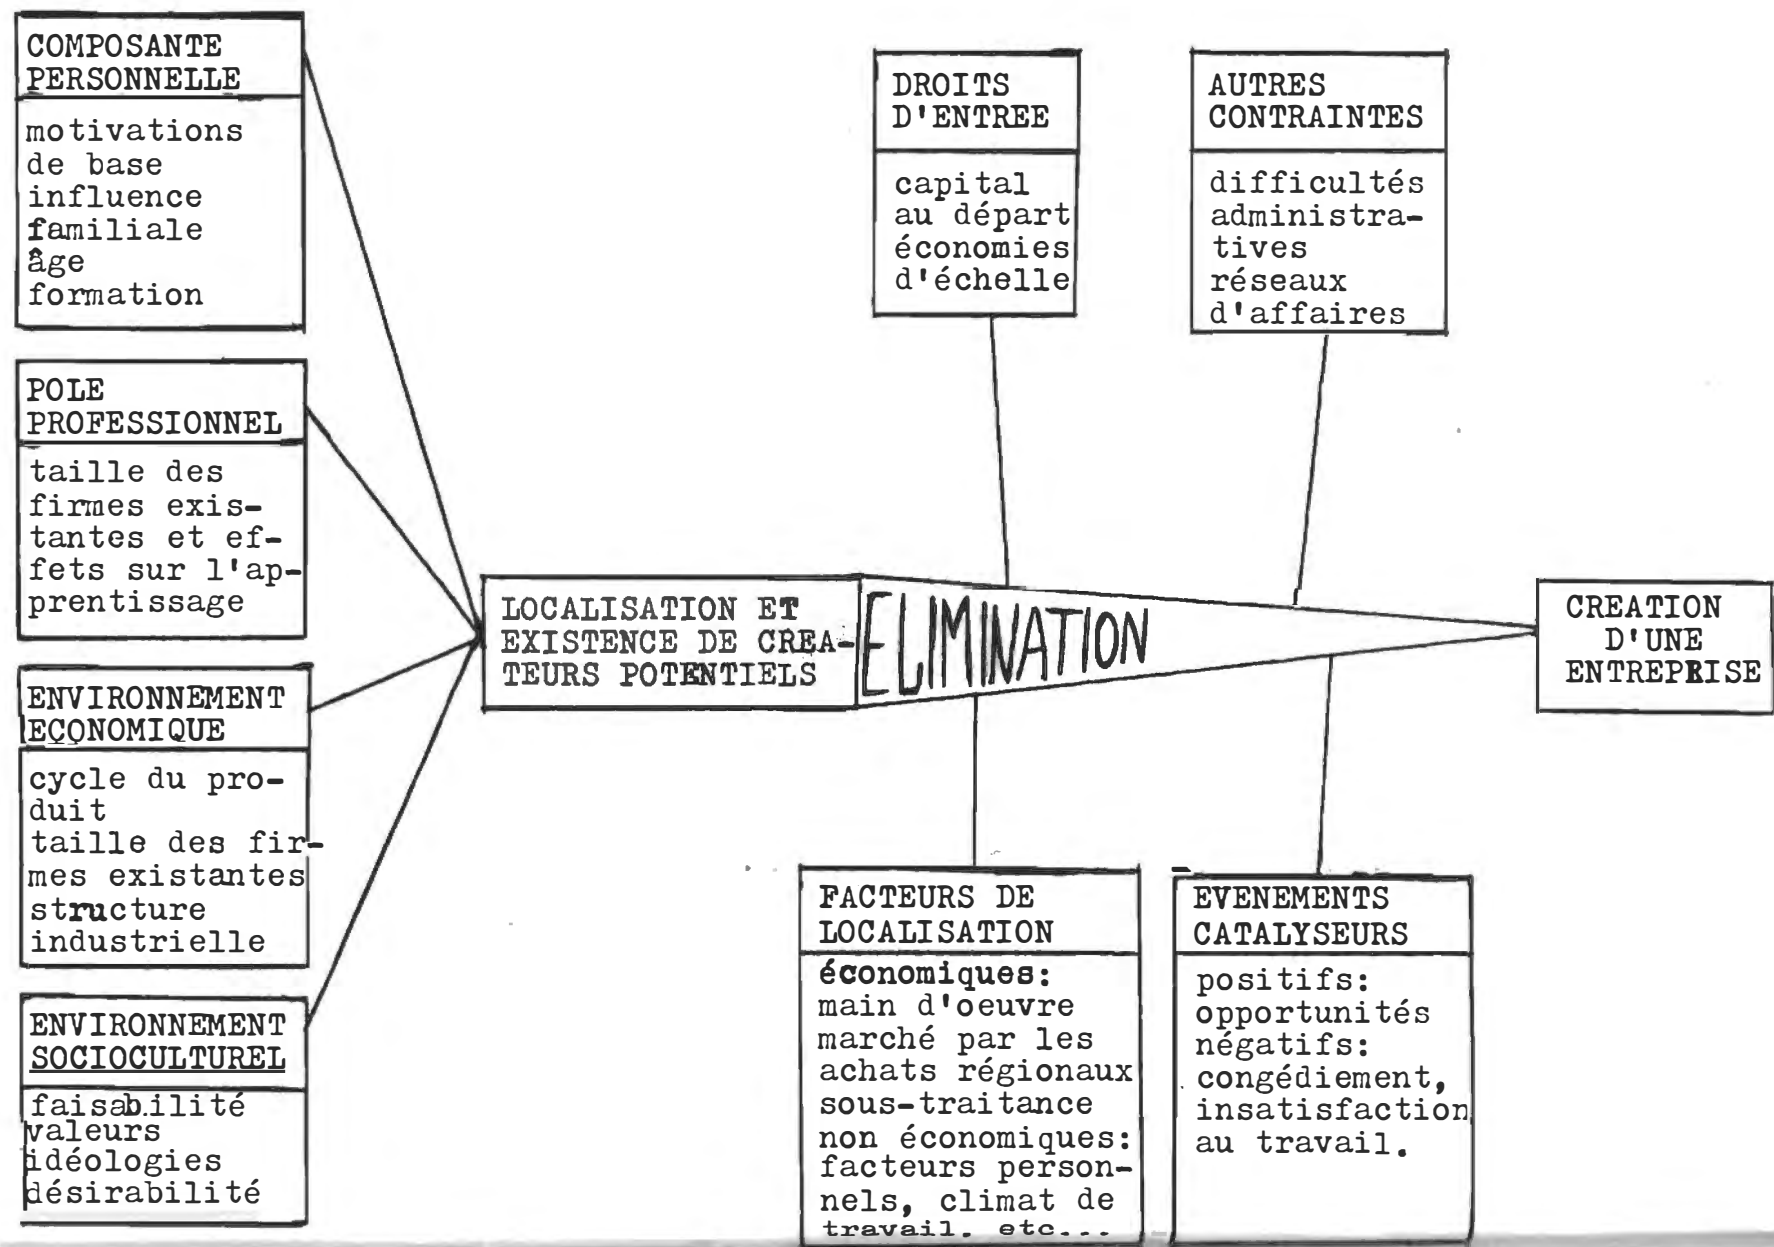 COMPOSANTE
PERSONNELLE
motivations
de base
influence
familiale
âge
formation
POLE
PROFESSIONNEL
taille des
firmes exis-
tantes et ef-
fets sur l'ap-
prentissage
ENVIRONNEMENT
ECONOMIQUE
cycle du pro-
duit
taille des fir-
mes existantes
structure
industrielle
ENVIRONNEMENT
SOCIOCULTUREL
faisabilité
valeurs
idéologies
désirabilité
LOCALISATION ET
EXISTENCE DE CREA-
TEURS POTENTIELS
ELIMINATION
DROITS
D'ENTREE
capital
au départ
économies
d'échelle
AUTRES
CONTRAINTES
difficultés
administra-
tives
réseaux
d'affaires
FACTEURS DE
LOCALISATION
économiques:
main d'oeuvre
marché par les
achats régionaux
sous-traitance
non économiques:
facteurs person-
nels, climat de
travail. etc...
EVENEMENTS
CATALYSEURS
positifs:
opportunités
négatifs:
congédiement,
insatisfaction
au travail.
CREATION
D'UNE
ENTREPRISE